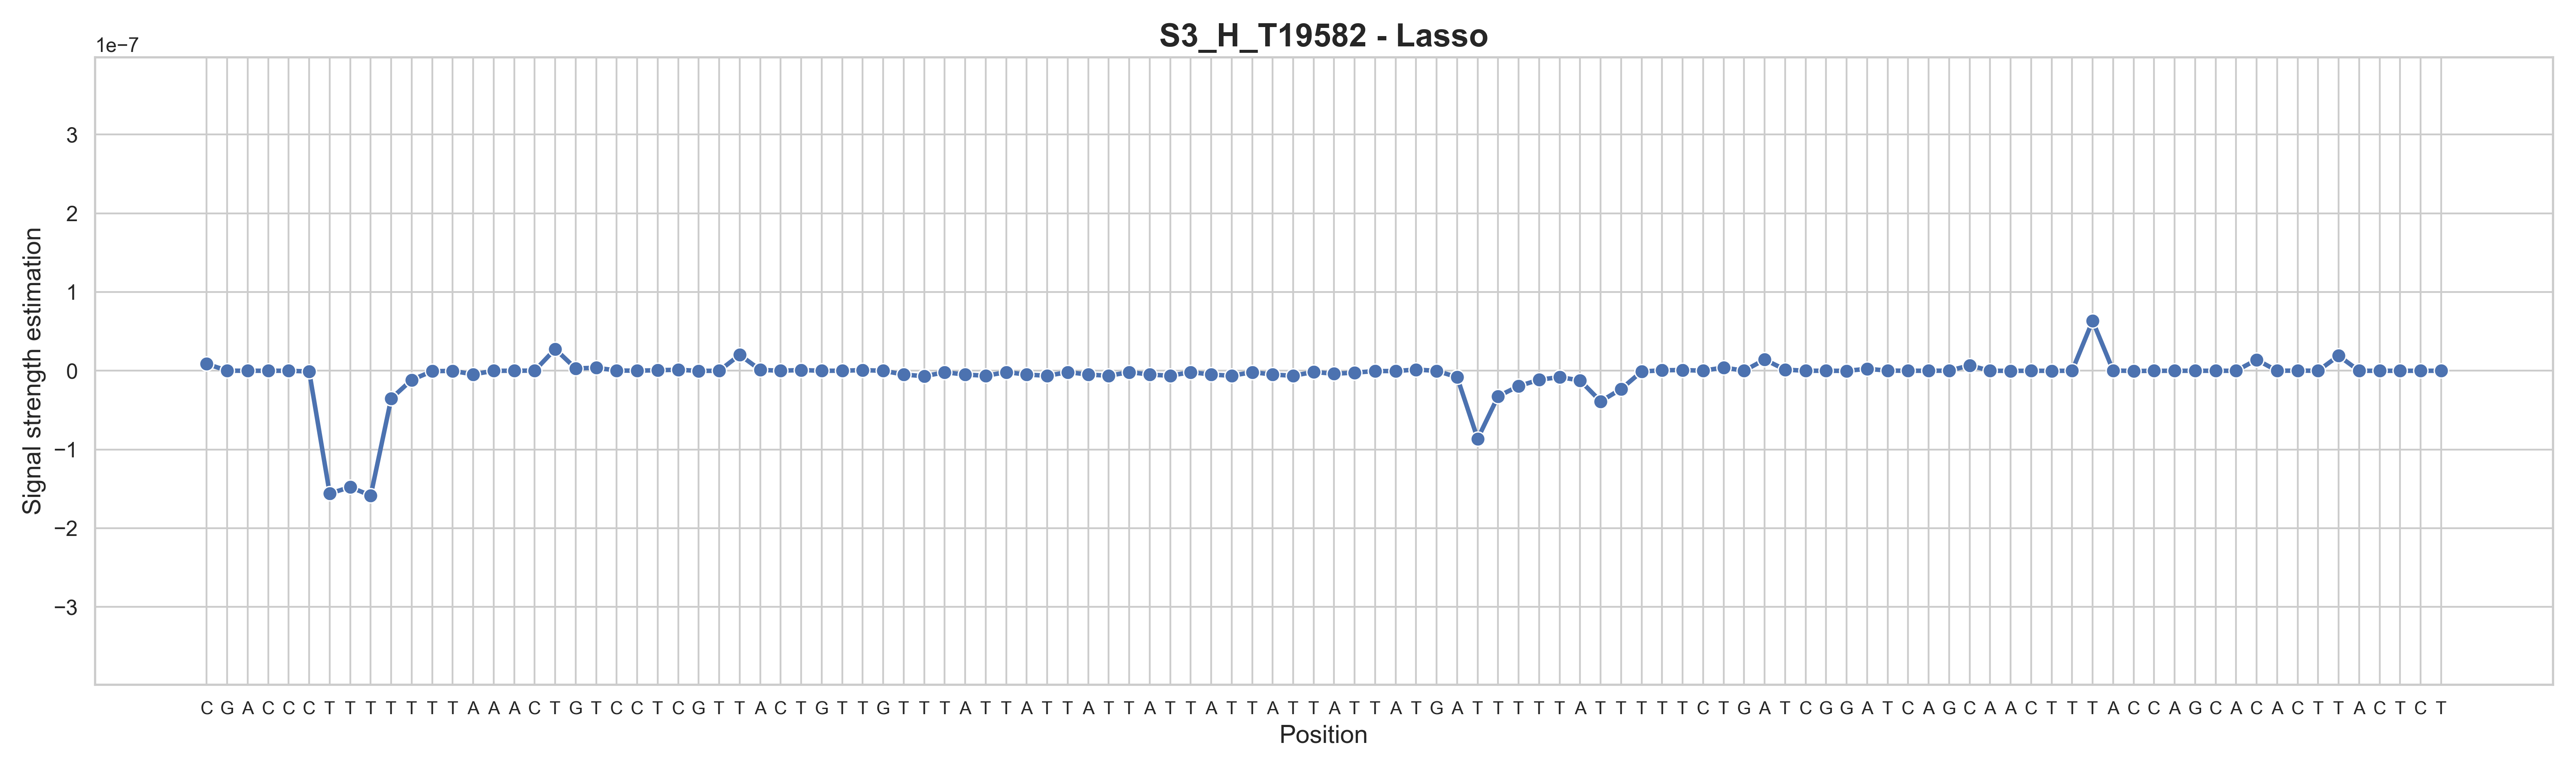 S3_H_T19582 - Lasso
1e−7
3
2
1
0
−1
−2
−3
Signal strength estimation
C G A C C C T T T T T T T A A A C T G T C C T C G T T A C T G T T G T T T A T T A T T A T T A T T A T T A T T A T T A T G A T T T T T A T T T T T C T G A T C G G A T C A G C A A C T T T A C C A G C A C A C T T A C T C T
Position